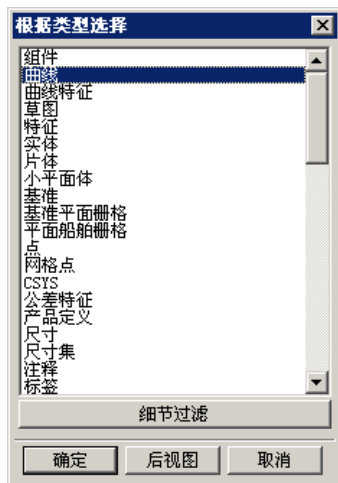 根据类型选择
组件
曲线
曲线特征
草图
特征
实体
片体
小平面体
基准
基准平面栅格
平面船舶栅格
点
网格点
CSYS
公差特征
产品定义
尺寸
尺寸集
注释
标签
细节过滤
确定
后视图
取消